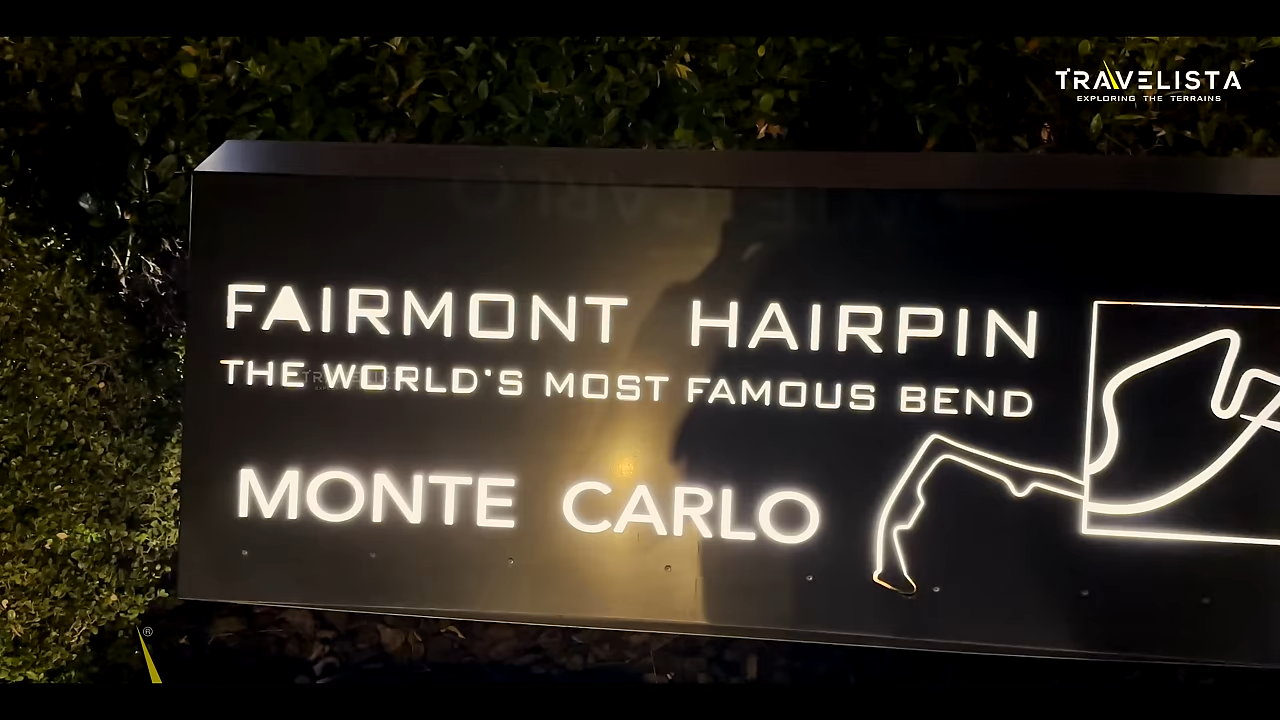 TRAVELISTA
EXPLORING THE TERRAINS
FAIRMONT HAIRPIN
THE WORLD'S MOST FAMOUS BEND
MONTE CARLO
®